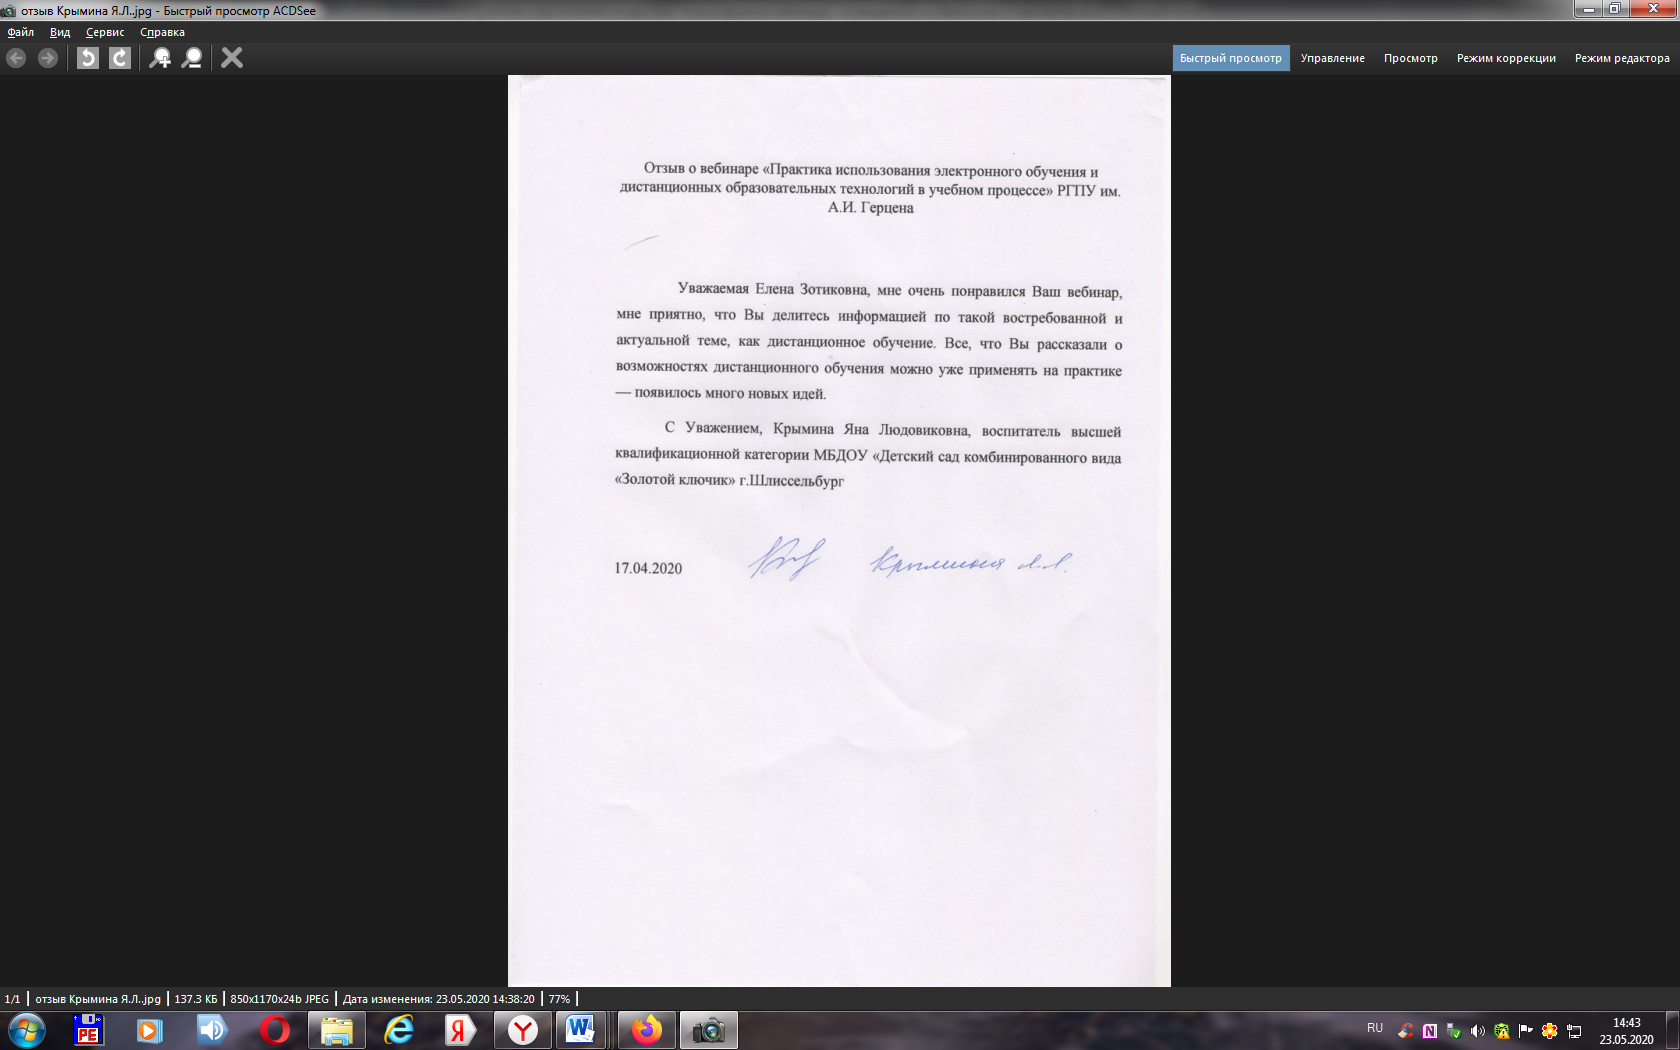 отзыв Крымина Я.Л..jpg - Быстрый просмотр ACDSee
Файл Вид Сервис Справка
Быстрый просмотр Управление Просмотр Режим коррекции Режим редактора
Отзыв о вебинаре «Практика использования электронного обучения и
дистанционных образовательных технологий в учебном процессе» РГПУ им.
А.И. Герцена
Уважаемая Елена Зотиковна, мне очень понравился Ваш вебинар,
мне приятно, что Вы делитесь информацией по такой востребованной и
актуальной теме, как дистанционное обучение. Все, что Вы рассказали о
возможностях дистанционного обучения можно уже применять на практике
— появилось много новых идей.
С Уважением, Крымина Яна Людовиковна, воспитатель высшей
квалификационной категории МБДОУ «Детский сад комбинированного вида
«Золотой ключик» г.Шлиссельбург
17.04.2020 Крымина Я.Л.
1/1 отзыв Крымина Я.Л..jpg 137.3 КБ 850x1170x24b JPEG Дата изменения: 23.05.2020 14:38:20 77%
RU 14:43
23.05.2020